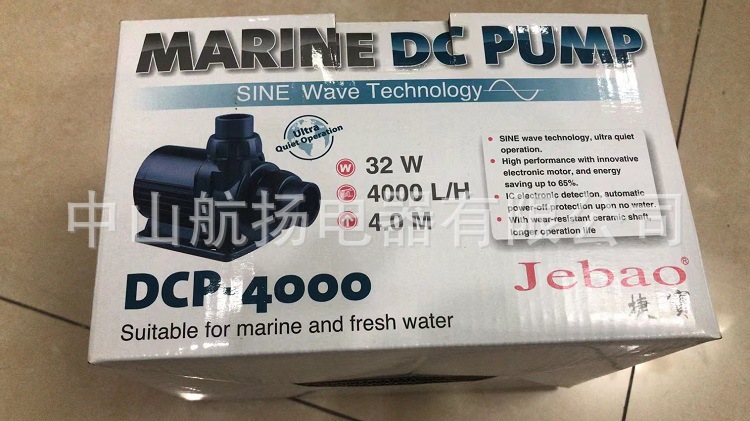 MARINE DC PUMP
SINE Wave Technology
Ultra
Quiet Operation
W 32 W
4000 L/H
4.0 M
• SINE wave technology, ultra quiet
operation.
• High performance with innovative
electronic motor, and energy
saving up to 65%.
• IC electronic detection, automatic
power-off protection upon no water.
• With wear-resistant ceramic shaft,
longer operation life
中山航扬电器有限公司
DCP-4000
Suitable for marine and fresh water
Jebao®
捷寳